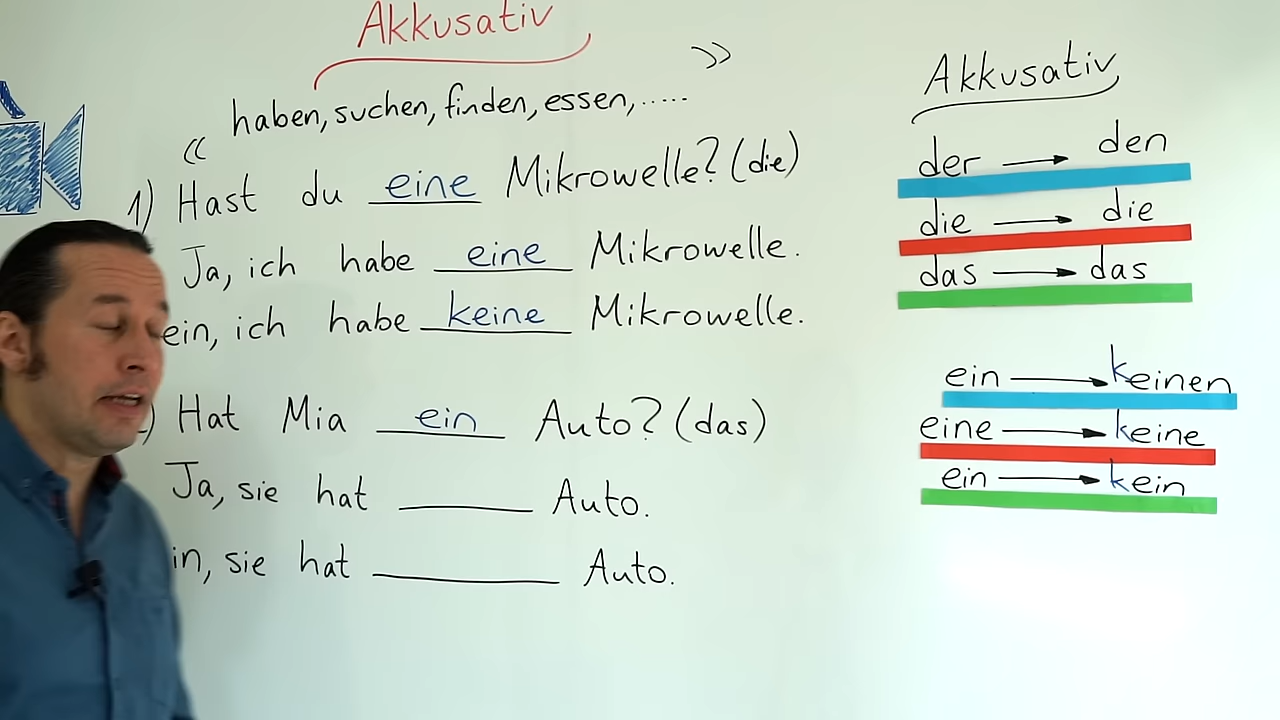 Akkusativ
haben, suchen, finden, essen, .....
1) Hast du eine Mikrowelle? (die)
Ja, ich habe eine Mikrowelle.
ein, ich habe keine Mikrowelle.
) Hat Mia ein Auto? (das)
Ja, sie hat ______ Auto.
in, sie hat ______ Auto.
Akkusativ
der → den
die → die
das → das
ein → keinen
eine → keine
ein → kein